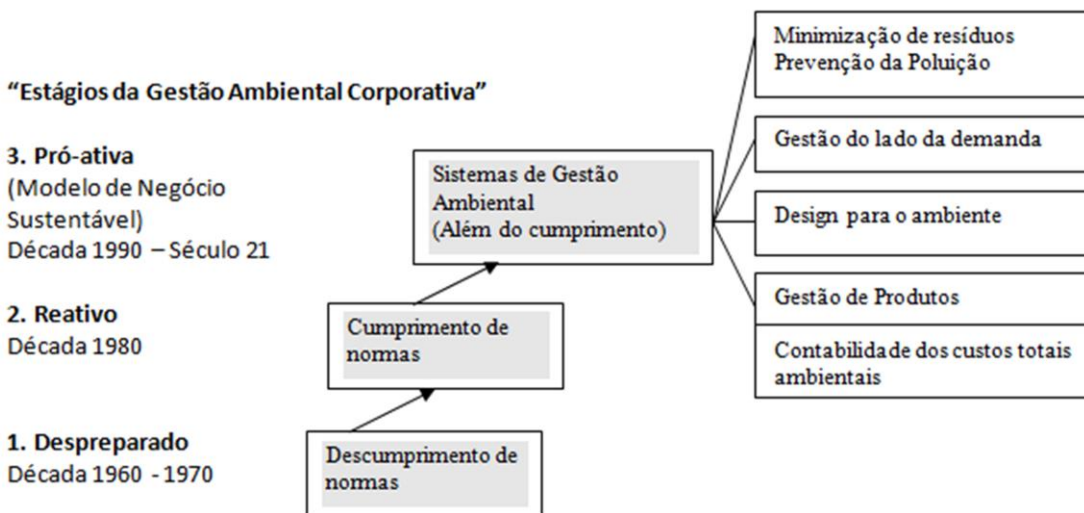 “Estágios da Gestão Ambiental Corporativa”
3. Pró-ativa
(Modelo de Negócio
Sustentável)
Década 1990 – Século 21
2. Reativo
Década 1980
1. Despreparado
Década 1960 - 1970
Sistemas de Gestão
Ambiental
(Além do cumprimento)
Cumprimento de
normas
Descumprimento de
normas
Minimização de resíduos
Prevenção da Poluição
Gestão do lado da demanda
Design para o ambiente
Gestão de Produtos
Contabilidade dos custos totais
ambientais